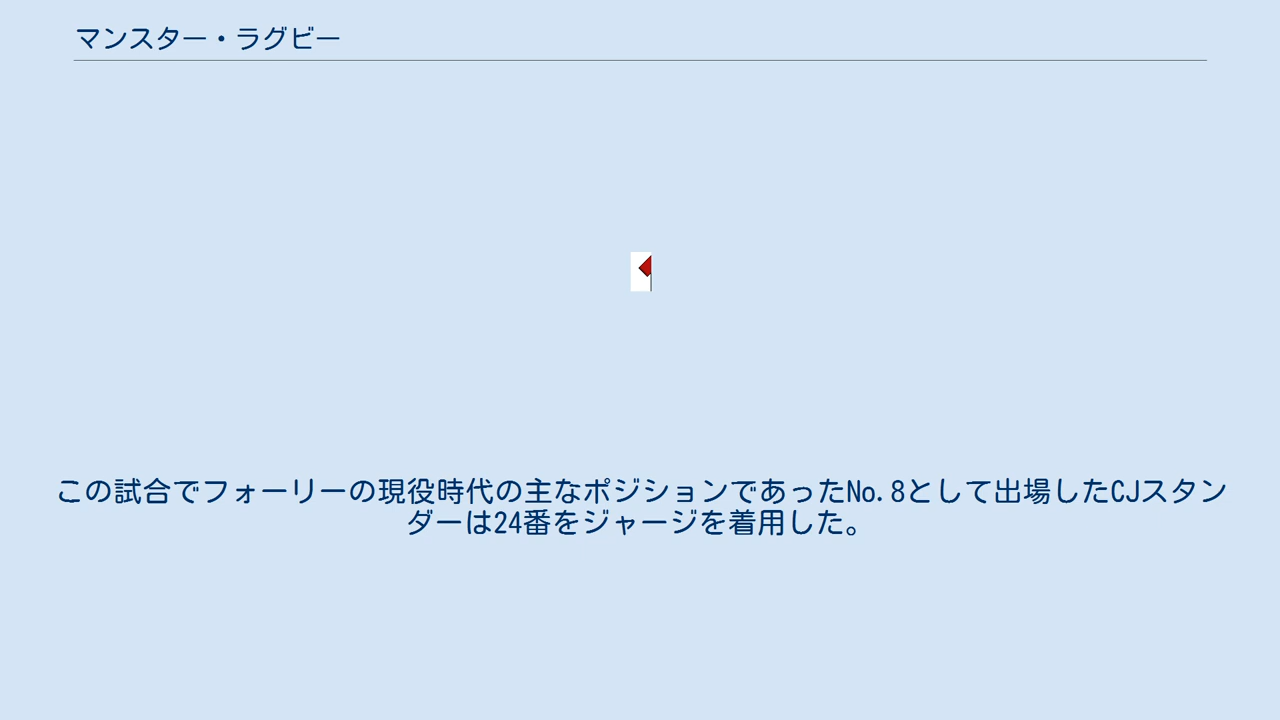 マンスター・ラグビー
この試合でフォーリーの現役時代の主なポジションであったNo.8として出場したCJスタン
ダーは24番をジャージを着用した。